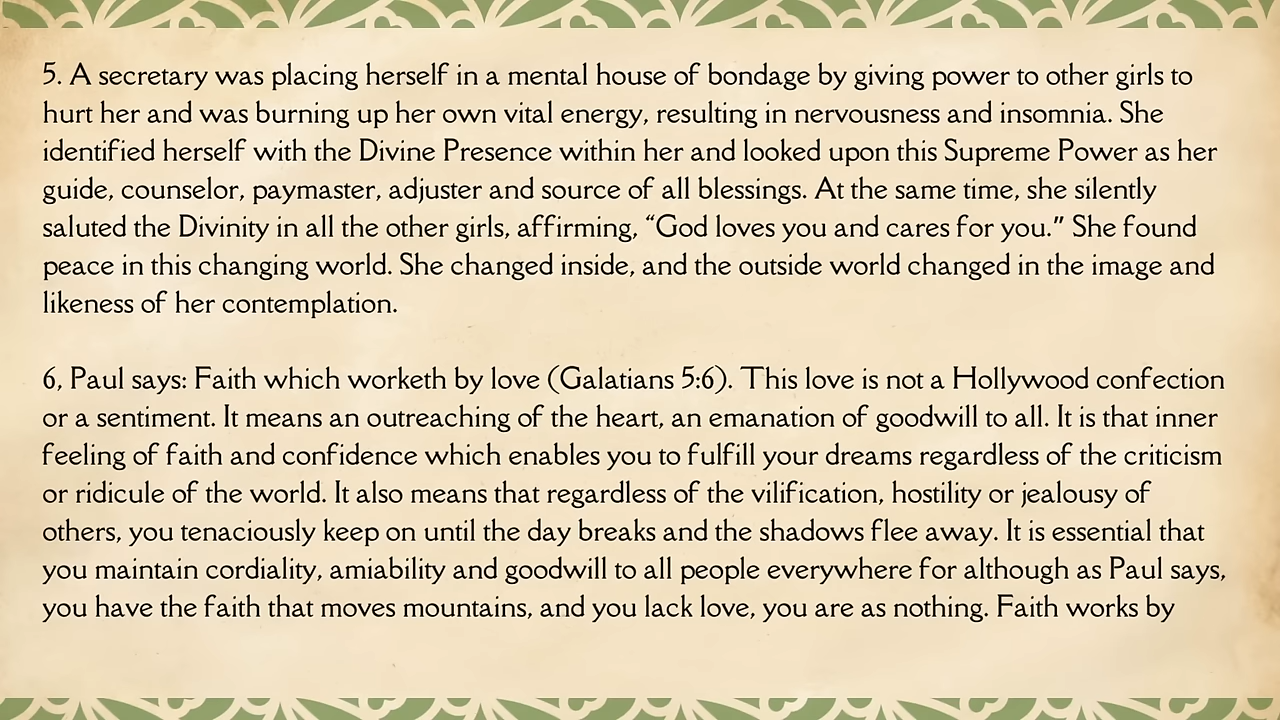 5. A secretary was placing herself in a mental house of bondage by giving power to other girls to
hurt her and was burning up her own vital energy, resulting in nervousness and insomnia. She
identified herself with the Divine Presence within her and looked upon this Supreme Power as her
guide, counselor, paymaster, adjuster and source of all blessings. At the same time, she silently
saluted the Divinity in all the other girls, affirming, “God loves you and cares for you." She found
peace in this changing world. She changed inside, and the outside world changed in the image and
likeness of her contemplation.
6, Paul says: Faith which worketh by love (Galatians 5:6). This love is not a Hollywood confection
or a sentiment. It means an outreaching of the heart, an emanation of goodwill to all. It is that inner
feeling of faith and confidence which enables you to fulfill your dreams regardless of the criticism
or ridicule of the world. It also means that regardless of the vilification, hostility or jealousy of
others, you tenaciously keep on until the day breaks and the shadows flee away. It is essential that
you maintain cordiality, amiability and goodwill to all people everywhere for although as Paul says,
you have the faith that moves mountains, and you lack love, you are as nothing. Faith works by